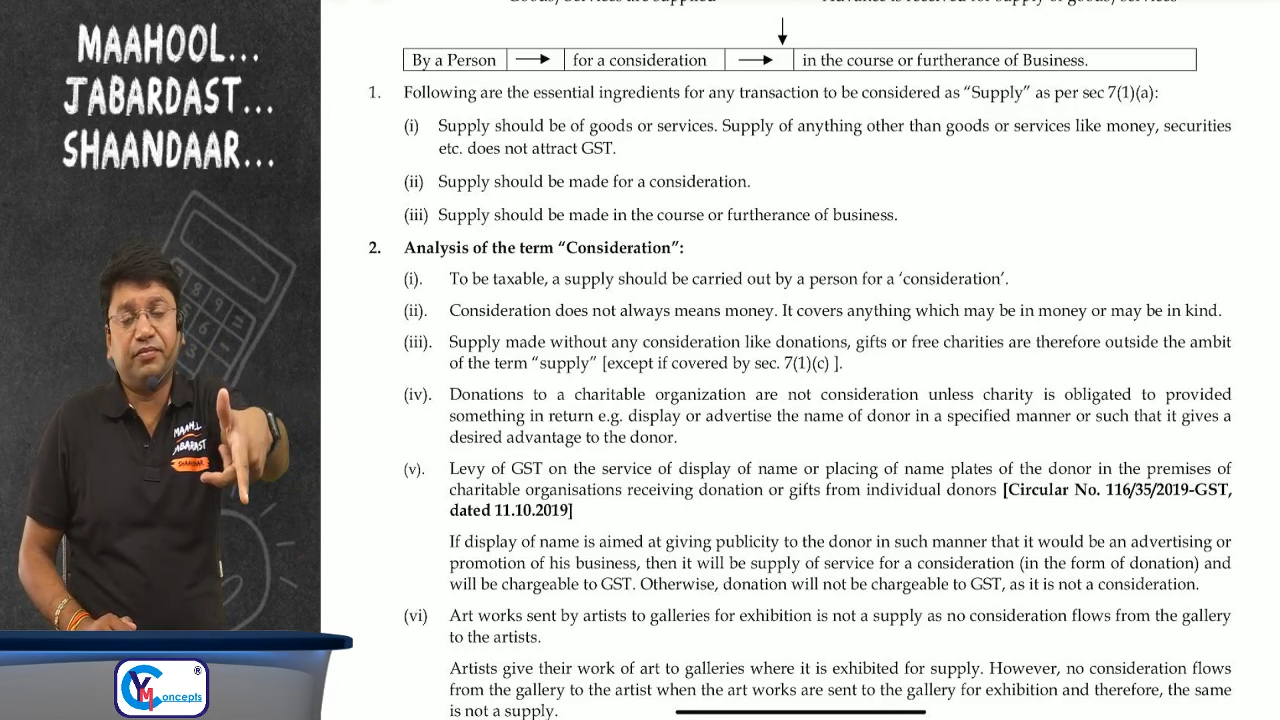 MAAHOOL...
JABARDAST...
SHAANDAAR...
Goods/Services are supplied
Advance is received for supply of goods/services
By a Person
for a consideration
in the course or furtherance of Business.
1. Following are the essential ingredients for any transaction to be considered as “Supply” as per sec 7(1)(a):
(i) Supply should be of goods or services. Supply of anything other than goods or services like money, securities
etc. does not attract GST.
(ii) Supply should be made for a consideration.
(iii) Supply should be made in the course or furtherance of business.
2. Analysis of the term “Consideration”:
(i). To be taxable, a supply should be carried out by a person for a ‘consideration’.
(ii). Consideration does not always means money. It covers anything which may be in money or may be in kind.
(iii). Supply made without any consideration like donations, gifts or free charities are therefore outside the ambit
of the term “supply” [except if covered by sec. 7(1)(c) ].
(iv). Donations to a charitable organization are not consideration unless charity is obligated to provided
something in return e.g. display or advertise the name of donor in a specified manner or such that it gives a
desired advantage to the donor.
(v). Levy of GST on the service of display of name or placing of name plates of the donor in the premises of
charitable organisations receiving donation or gifts from individual donors [Circular No. 116/35/2019-GST,
dated 11.10.2019]
If display of name is aimed at giving publicity to the donor in such manner that it would be an advertising or
promotion of his business, then it will be supply of service for a consideration (in the form of donation) and
will be chargeable to GST. Otherwise, donation will not be chargeable to GST, as it is not a consideration.
(vi) Art works sent by artists to galleries for exhibition is not a supply as no consideration flows from the gallery
to the artists.
Artists give their work of art to galleries where it is exhibited for supply. However, no consideration flows
from the gallery to the artist when the art works are sent to the gallery for exhibition and therefore, the same
is not a supply.
SHAANDAAR
YM Concepts ®